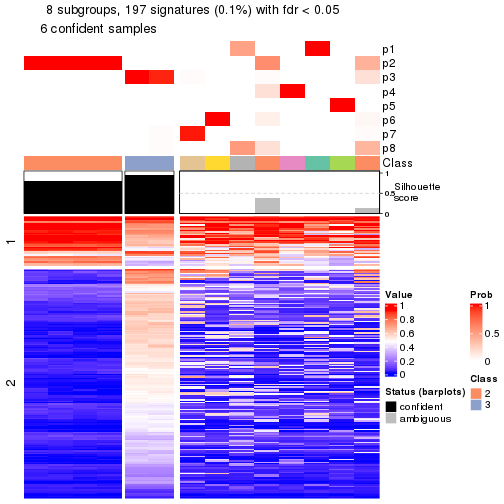 8 subgroups, 197 signatures (0.1%) with fdr < 0.05
6 confident samples
p1
p2
p3
p4
p5
p6
p7
p8
Class
1
0.5
0
Silhouette
score
1
2
Value
1
0.8
0.6
0.4
0.2
0
Prob
1
0.5
0
Class
2
3
Status (barplots)
confident
ambiguous